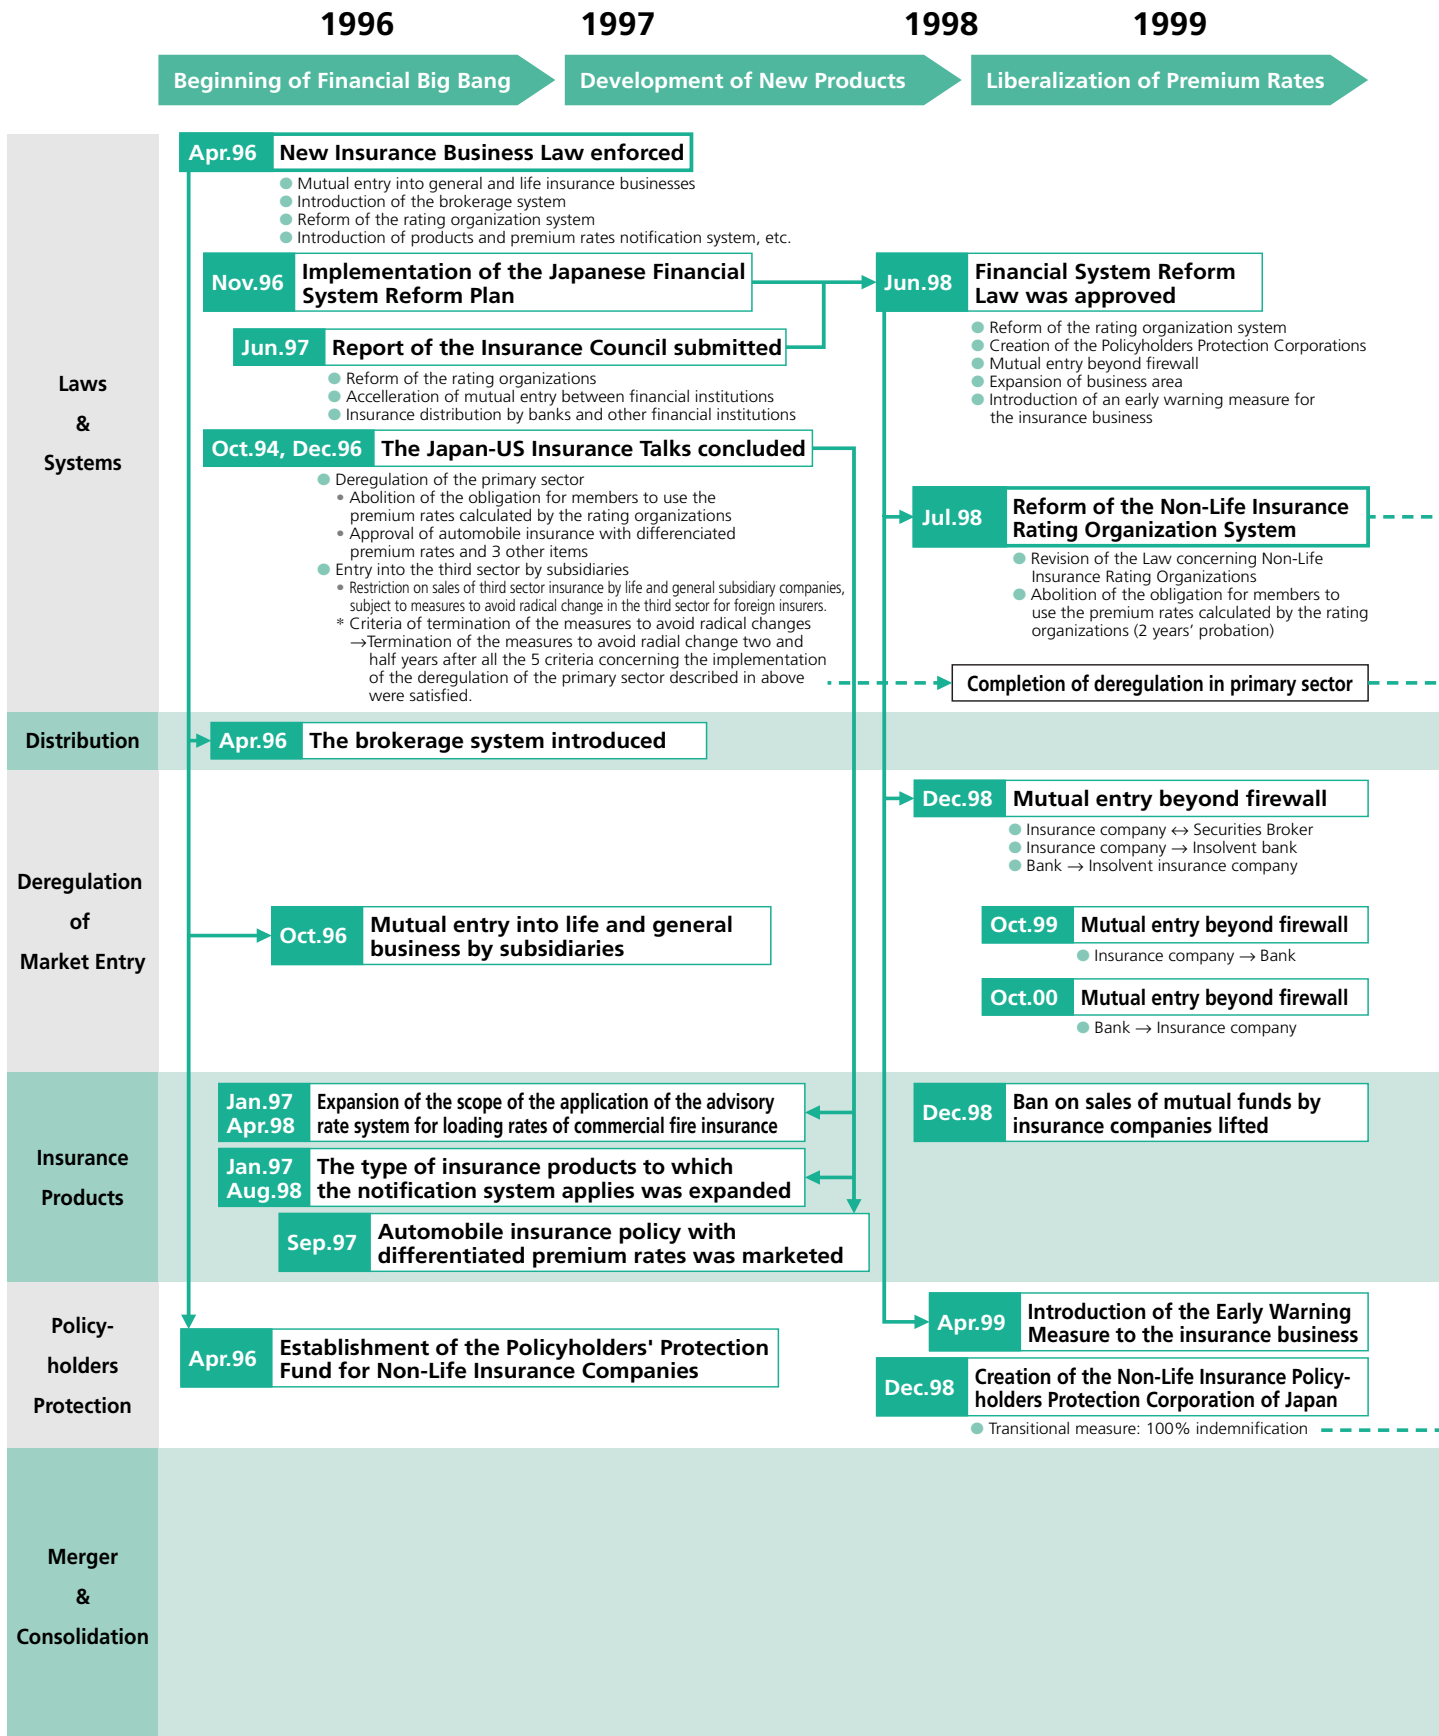 1996
1997
1998
1999
Beginning of Financial Big Bang
Development of New Products
Liberalization of Premium Rates
Laws
&
Systems
Apr.96 New Insurance Business Law enforced
● Mutual entry into general and life insurance businesses
● Introduction of the brokerage system
● Reform of the rating organization system
● Introduction of products and premium rates notification system, etc.
Nov.96 Implementation of the Japanese Financial
System Reform Plan
Jun.97 Report of the Insurance Council submitted
● Reform of the rating organizations
● Accelleration of mutual entry between financial institutions
● Insurance distribution by banks and other financial institutions
Oct.94, Dec.96 The Japan-US Insurance Talks concluded
● Deregulation of the primary sector
• Abolition of the obligation for members to use the
premium rates calculated by the rating organizations
• Approval of automobile insurance with differenciated
premium rates and 3 other items
● Entry into the third sector by subsidiaries
• Restriction on sales of third sector insurance by life and general subsidiary companies,
subject to measures to avoid radical change in the third sector for foreign insurers.
* Criteria of termination of the measures to avoid radical changes
→Termination of the measures to avoid radial change two and
half years after all the 5 criteria concerning the implementation
of the deregulation of the primary sector described in above
were satisfied.
Jun.98 Financial System Reform
Law was approved
● Reform of the rating organization system
● Creation of the Policyholders Protection Corporations
● Mutual entry beyond firewall
● Expansion of business area
● Introduction of an early warning measure for
the insurance business
Jul.98 Reform of the Non-Life Insurance
Rating Organization System
● Revision of the Law concerning Non-Life
Insurance Rating Organizations
● Abolition of the obligation for members to
use the premium rates calculated by the rating
organizations (2 years’ probation)
Completion of deregulation in primary sector
Distribution
Apr.96 The brokerage system introduced
Deregulation
of
Market Entry
Oct.96 Mutual entry into life and general
business by subsidiaries
Dec.98 Mutual entry beyond firewall
● Insurance company ↔ Securities Broker
● Insurance company → Insolvent bank
● Bank → Insolvent insurance company
Oct.99 Mutual entry beyond firewall
● Insurance company → Bank
Oct.00 Mutual entry beyond firewall
● Bank → Insurance company
Insurance
Products
Jan.97 Expansion of the scope of the application of the advisory
Apr.98 rate system for loading rates of commercial fire insurance
Jan.97 The type of insurance products to which
Aug.98 the notification system applies was expanded
Sep.97 Automobile insurance policy with
differentiated premium rates was marketed
Dec.98 Ban on sales of mutual funds by
insurance companies lifted
Policy-
holders
Protection
Apr.96 Establishment of the Policyholders' Protection
Fund for Non-Life Insurance Companies
Apr.99 Introduction of the Early Warning
Measure to the insurance business
Dec.98 Creation of the Non-Life Insurance Policy-
holders Protection Corporation of Japan
● Transitional measure: 100% indemnification
Merger
&
Consolidation